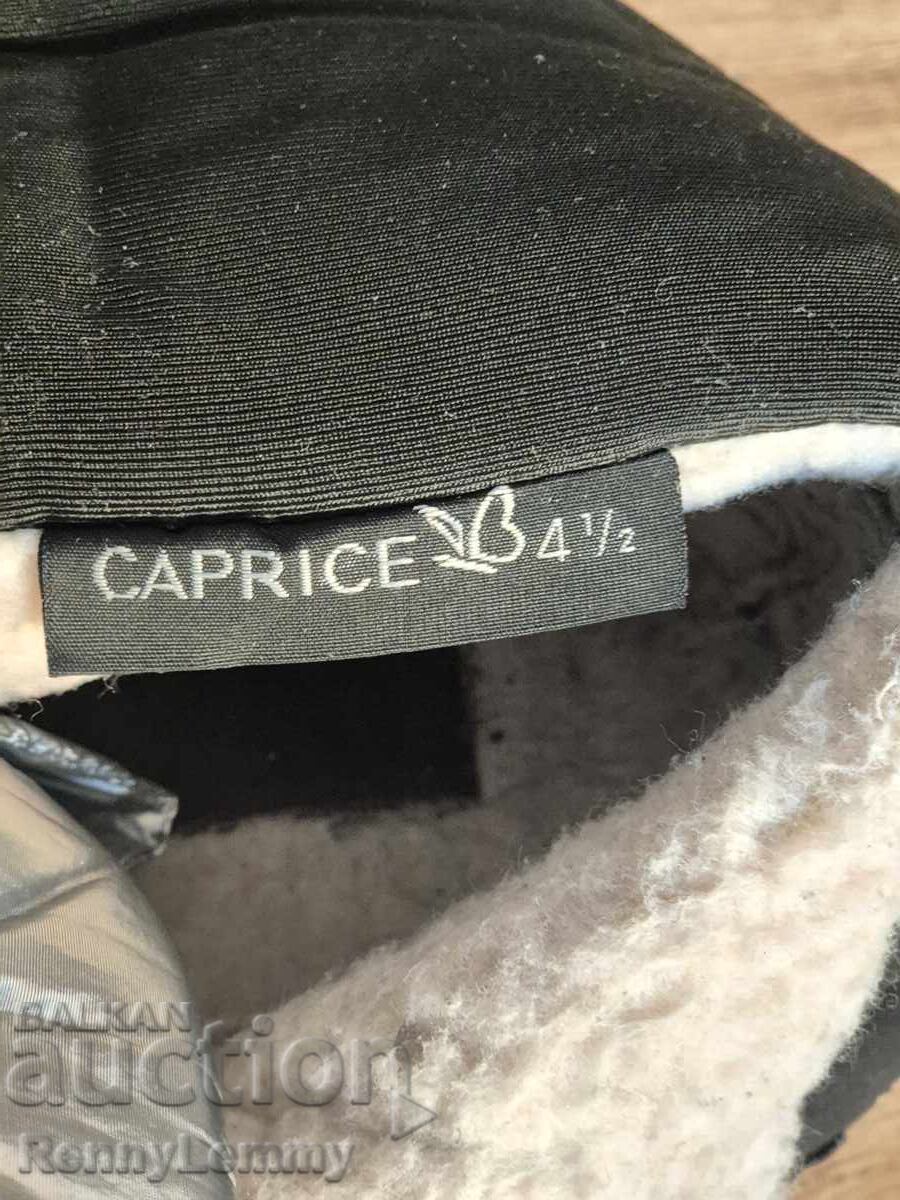 CAPRICE 4 ½
BALKAN
auction
RennyLemmy